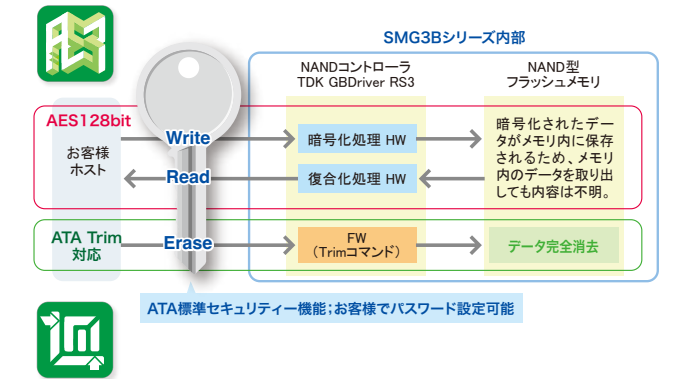 SMG3Bシリーズ内部
NANDコントローラ
TDK GBDriver RS3
NAND型
フラッシュメモリ
AES128bit
お客様
ホスト
Write
Read
暗号化処理 HW
復合化処理 HW
暗号化されたデー
タがメモリ内に保存
されるため、メモリ
内のデータを取り出
しても内容は不明。
ATA Trim
対応
Erase
FW
（Trimコマンド）
データ完全消去
ATA標準セキュリティー機能；お客様でパスワード設定可能